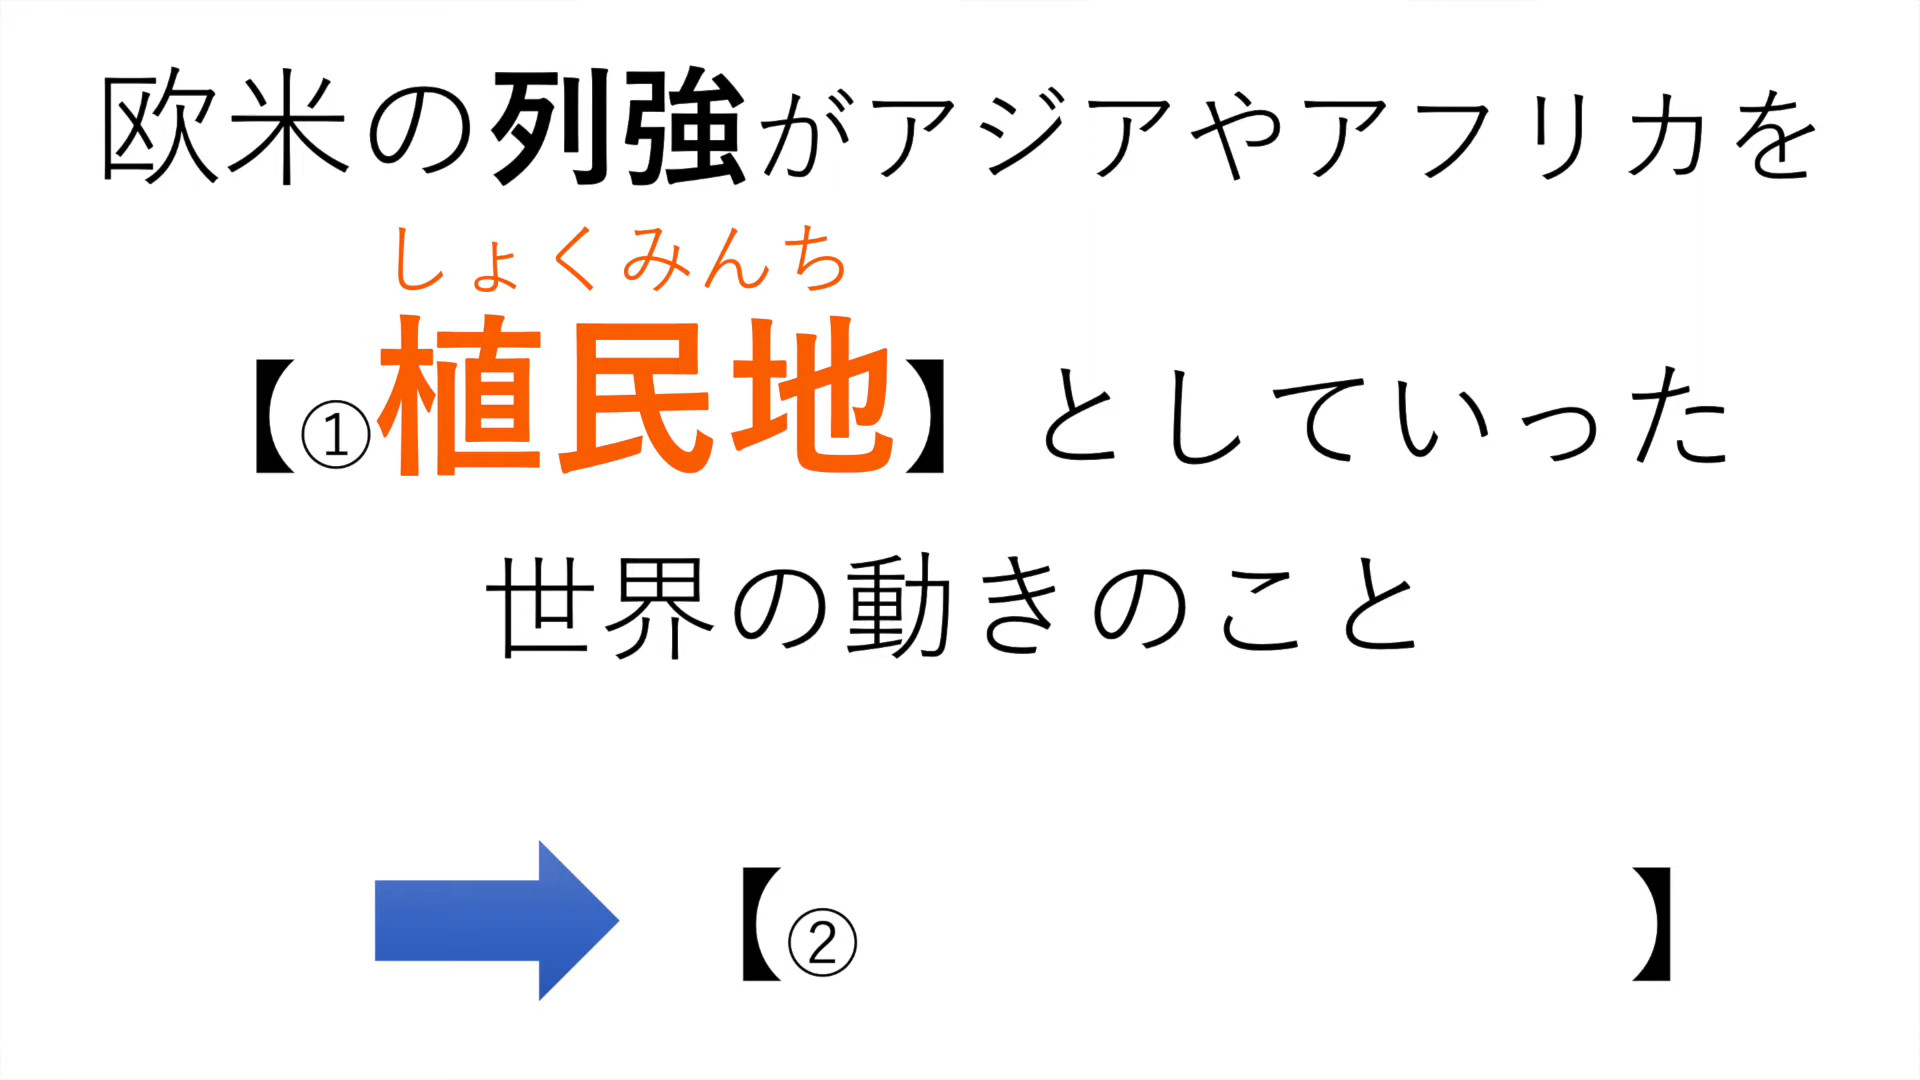 欧米の列強がアジアやアフリカを
しょくみんち
【①植民地】としていった
世界の動きのこと
【② 】